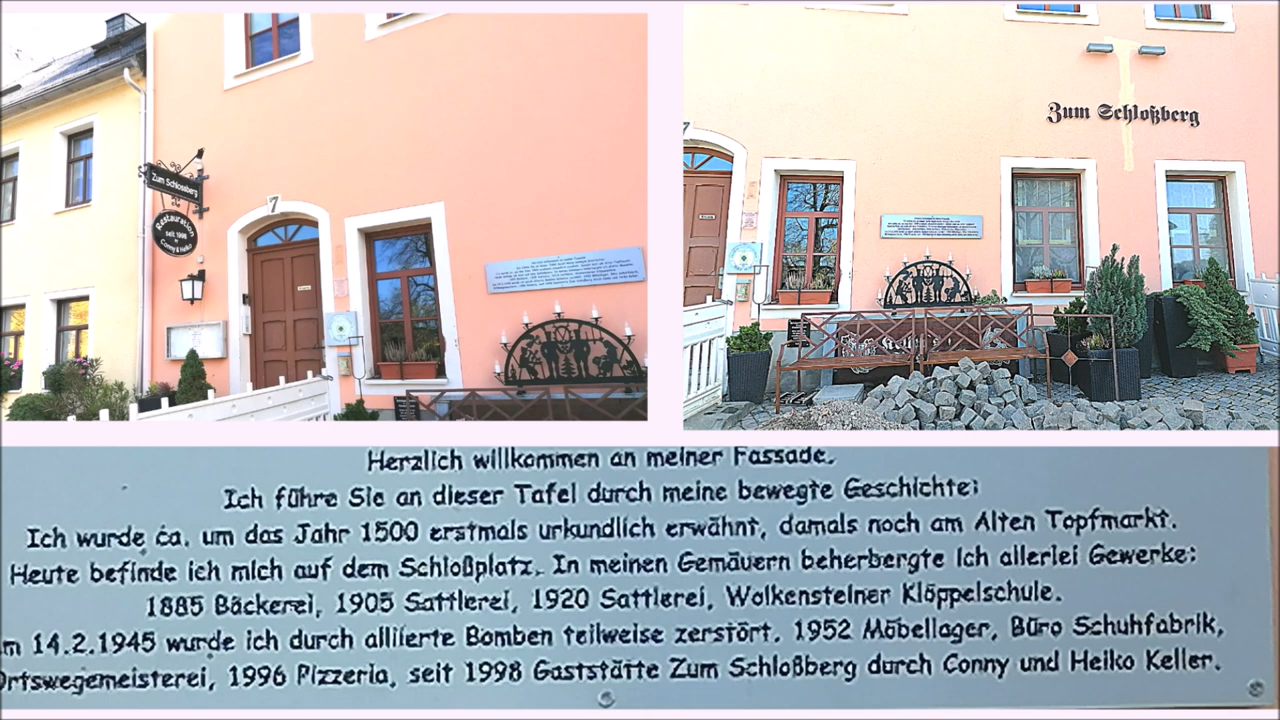 Zum Schlossberg
Restauration
seit 1998
Conny & Heiko
7
Zum Schloßberg
7
Herzlich willkommen an meiner Fassade.
Ich führe Sie an dieser Tafel durch meine bewegte Geschichte:
Ich wurde ca. um das Jahr 1500 erstmals urkundlich erwähnt, damals noch am Alten Topfmarkt.
Heute befinde ich mich auf dem Schloßplatz. In meinen Gemäuern beherbergte ich allerlei Gewerke:
1885 Bäckerei, 1905 Sattlerei, 1920 Sattlerei, Wolkensteiner Klöppelschule.
m 14.2.1945 wurde ich durch alliierte Bomben teilweise zerstört. 1952 Möbellager, Büro Schuhfabrik,
Ortswegemeisterei, 1996 Pizzeria, seit 1998 Gaststätte Zum Schloßberg durch Conny und Heiko Keller.